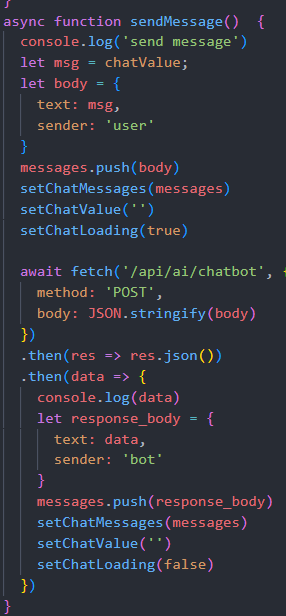 }
async function sendMessage()  {
  console.log('send message')
  let msg = chatValue;
  let body = {
    text: msg,
    sender: 'user'
  }
  messages.push(body)
  setChatMessages(messages)
  setChatValue('')
  setChatLoading(true)

  await fetch('/api/ai/chatbot', {
    method: 'POST',
    body: JSON.stringify(body)
  })
  .then(res => res.json())
  .then(data => {
    console.log(data)
    let response_body = {
      text: data,
      sender: 'bot'
    }
    messages.push(response_body)
    setChatMessages(messages)
    setChatValue('')
    setChatLoading(false)
  })
}